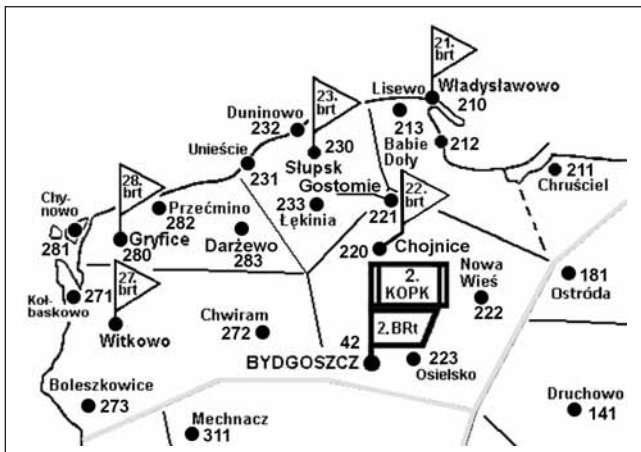 21.
brt
Władysławowo
210
Lisewo
213
Babie
Doły
212
211
Chruściel
23.
brt
Duninowo
232
230
Słupsk
Unieście
231
Gostomie
221
22.
brt
28.
brt
Chy-
nowo
281
Przećmino
282
Gryfice
280
233
Łękinia
Darżewo
283
220
Chojnice
2.
KOPK
2.BRt
Nowa
Wieś
222
181
Ostróda
Koł-
baskowo
271
27.
brt
Witkowo
Chwiram
272
42
BYDGOSZCZ
223
Osielsko
Boleszkowice
273
Mechnacz
311
Druchowo
141